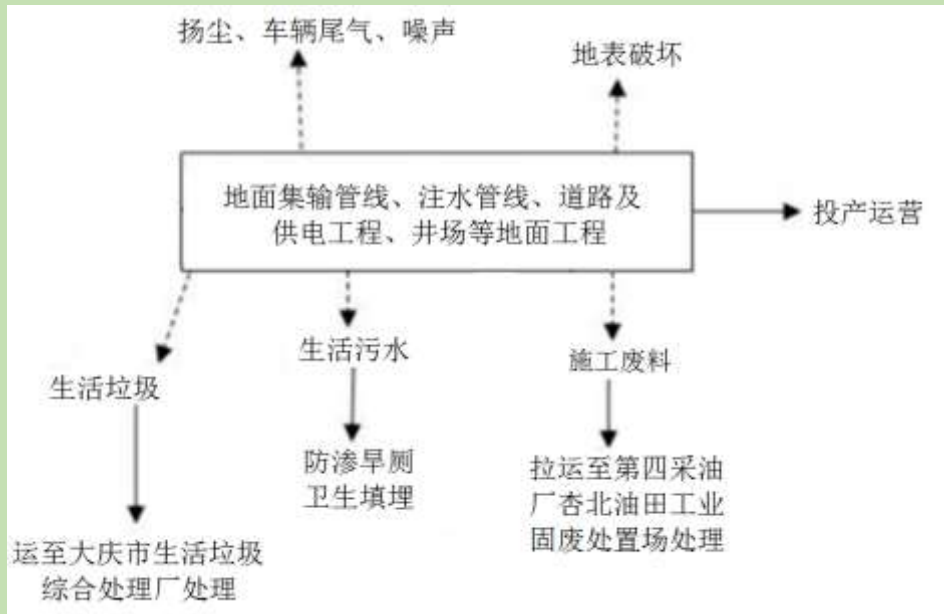 扬尘、车辆尾气、噪声
地表破坏
地面集输管线、注水管线、道路及
供电工程、井场等地面工程
投产运营
生活垃圾
生活污水
施工废料
防渗旱厕
卫生填埋
拉运至第四采油
厂杏北油田工业
固废处置场处理
运至大庆市生活垃圾
综合处理厂处理